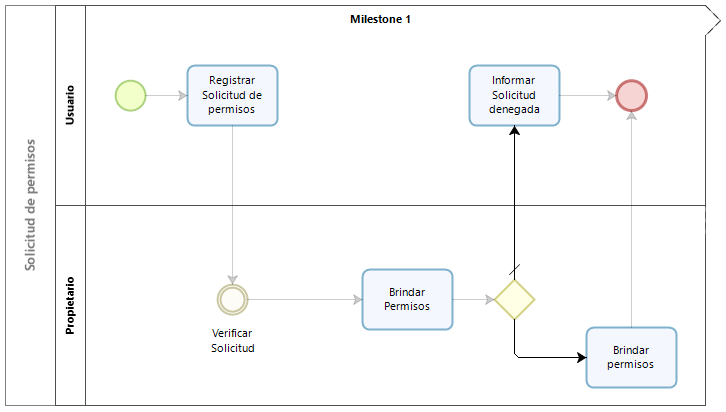 Solicitud de permisos
Milestone 1
Usuario
Registrar
Solicitud de
permisos
Informar
Solicitud
denegada
Propietario
Verificar
Solicitud
Brindar
Permisos
Brindar
permisos